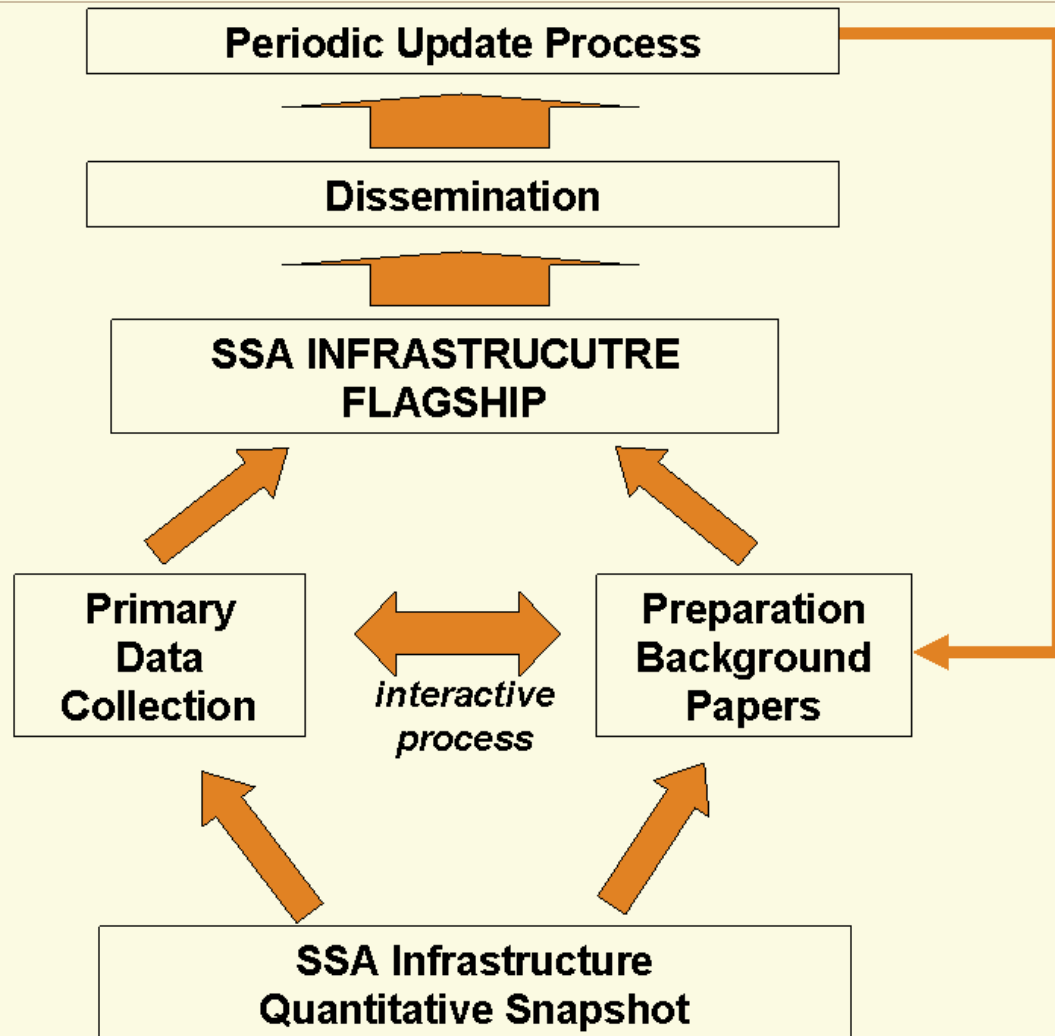 Periodic Update Process
Dissemination
SSA INFRASTRUCUTRE
FLAGSHIP
Primary
Data
Collection
interactive
process
Preparation
Background
Papers
SSA Infrastructure
Quantitative Snapshot